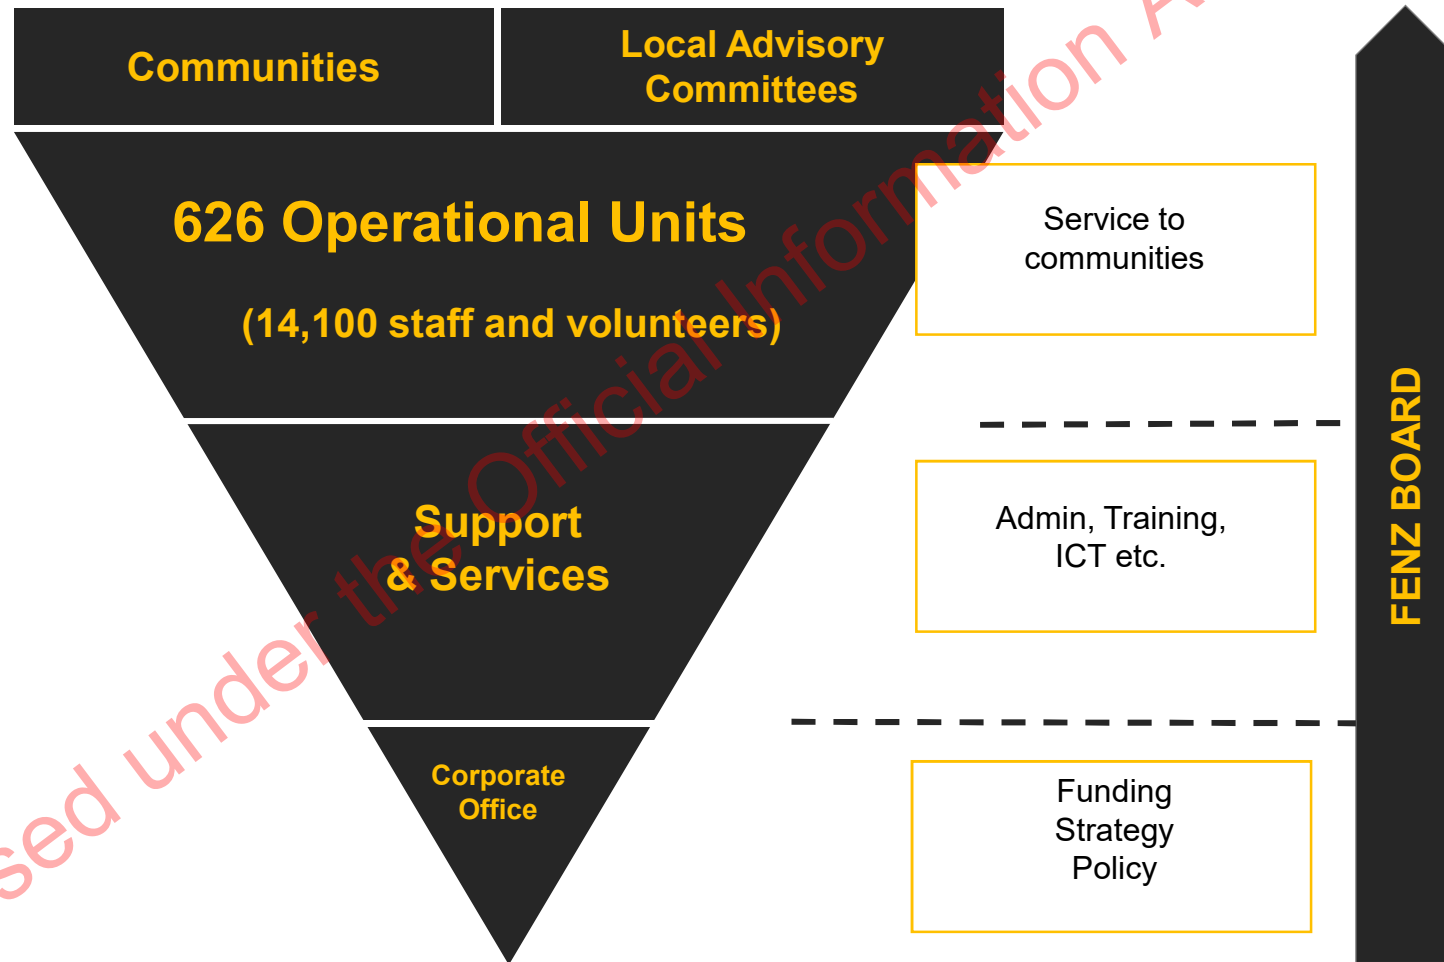 Communities
Local Advisory
Committees
626 Operational Units
(14,100 staff and volunteers)
Service to
communities
Support
& Services
Admin, Training,
ICT etc.
Corporate
Office
Funding
Strategy
Policy
FENZ BOARD
under the Official Information